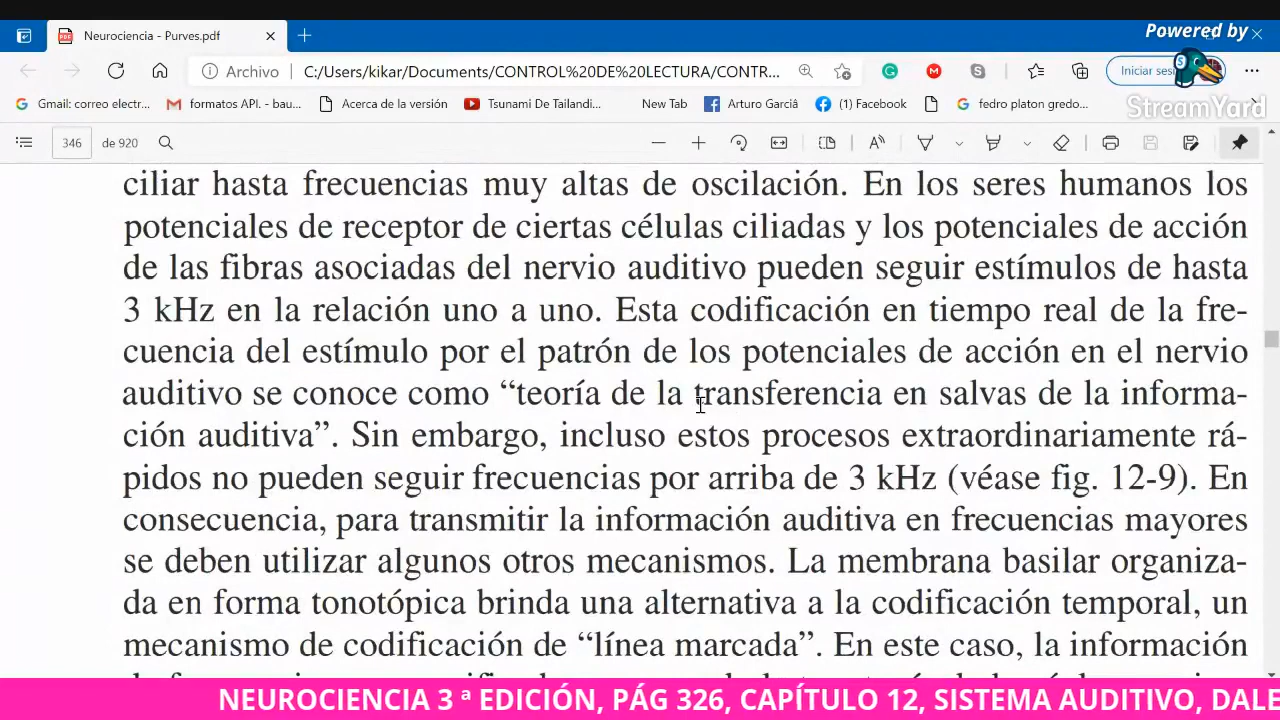 Neurociencia - Purves.pdf
Powered by
Archivo
C:/Users/kikar/Documents/CONTROL%20DE%20LECTURA/CONTR...
StreamYard
Gmail: correo electr...
formatos API. - bau...
Acerca de la versión
Tsunami De Tailandi...
New Tab
Arturo Garcia
(1) Facebook
fedro platon gredo...
346
de 920
ciliar hasta frecuencias muy altas de oscilación. En los seres humanos los
potenciales de receptor de ciertas células ciliadas y los potenciales de acción
de las fibras asociadas del nervio auditivo pueden seguir estímulos de hasta
3 kHz en la relación uno a uno. Esta codificación en tiempo real de la fre-
cuencia del estímulo por el patrón de los potenciales de acción en el nervio
auditivo se conoce como “teoría de la transferencia en salvas de la informa-
ción auditiva”. Sin embargo, incluso estos procesos extraordinariamente rá-
pidos no pueden seguir frecuencias por arriba de 3 kHz (véase fig. 12-9). En
consecuencia, para transmitir la información auditiva en frecuencias mayores
se deben utilizar algunos otros mecanismos. La membrana basilar organiza-
da en forma tonotópica brinda una alternativa a la codificación temporal, un
mecanismo de codificación de “línea marcada”. En este caso, la información
NEUROCIENCIA 3 ª EDICIÓN, PÁG 326, CAPÍTULO 12, SISTEMA AUDITIVO, DALE